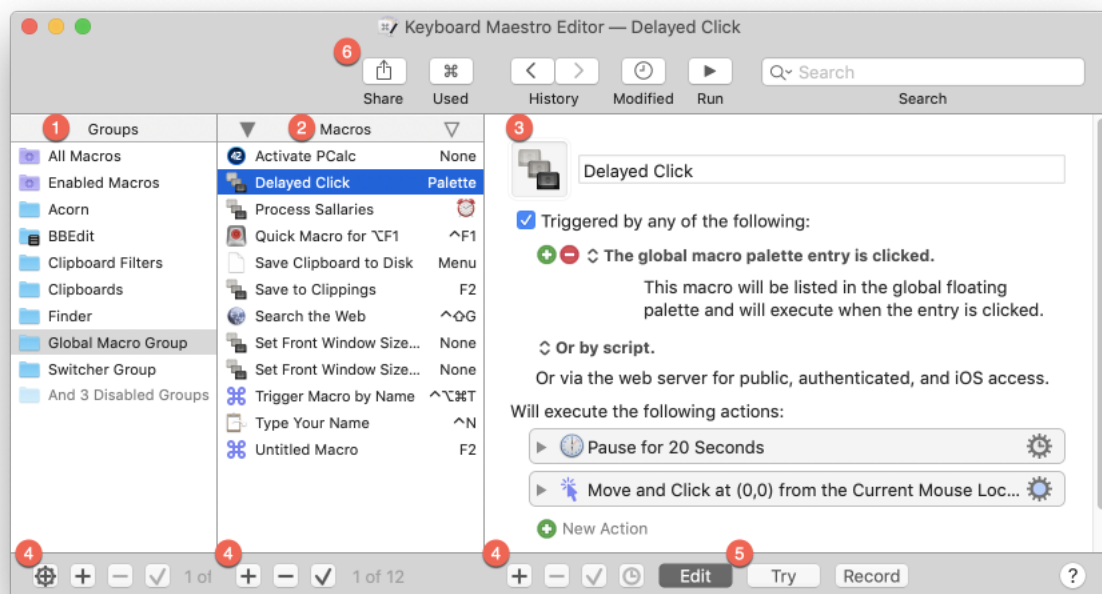 Keyboard Maestro Editor — Delayed Click
6
Share
Used
History
Modified
Run
Search
Search
1
Groups
All Macros
Enabled Macros
Acorn
BBEdit
Clipboard Filters
Clipboards
Finder
Global Macro Group
Switcher Group
And 3 Disabled Groups
2
Macros
42 Activate PCalc None
Delayed Click Palette
Process Sallaries
Quick Macro for ⌥F1 ^F1
Save Clipboard to Disk Menu
Save to Clippings F2
Search the Web ^⇧G
Set Front Window Size... None
Set Front Window Size... None
Trigger Macro by Name ^⌥⌘T
Type Your Name ^N
Untitled Macro F2
3
Delayed Click
Triggered by any of the following:
The global macro palette entry is clicked.
This macro will be listed in the global floating
palette and will execute when the entry is clicked.
Or by script.
Or via the web server for public, authenticated, and iOS access.
Will execute the following actions:
Pause for 20 Seconds
Move and Click at (0,0) from the Current Mouse Loc...
New Action
4
1 of
4
1 of 12
4
5
Edit
Try
Record
?